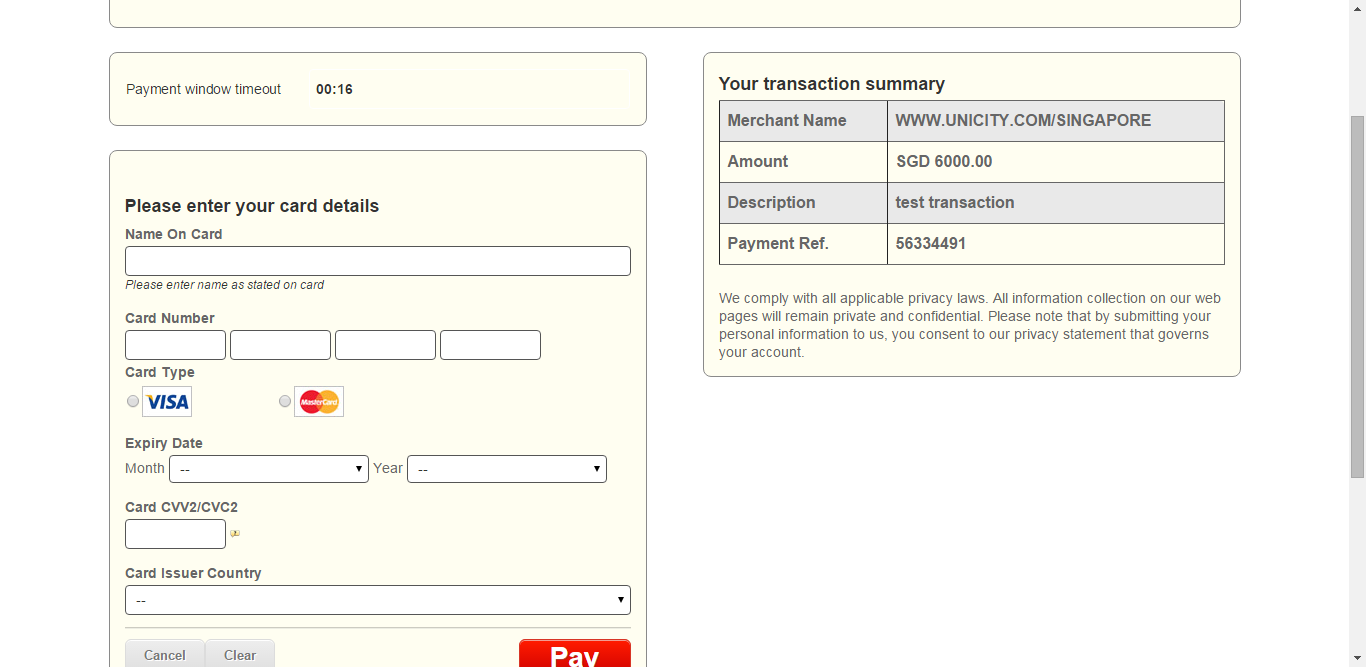 Payment window timeout 00:16
Please enter your card details
Name On Card
Please enter name as stated on card
Card Number
Card Type
VISA MasterCard
Expiry Date
Month -- Year --
Card CVV2/CVC2
Card Issuer Country
--
Cancel Clear Pay
Your transaction summary
Merchant Name WWW.UNICITY.COM/SINGAPORE
Amount SGD 6000.00
Description test transaction
Payment Ref. 56334491
We comply with all applicable privacy laws. All information collection on our web
pages will remain private and confidential. Please note that by submitting your
personal information to us, you consent to our privacy statement that governs
your account.